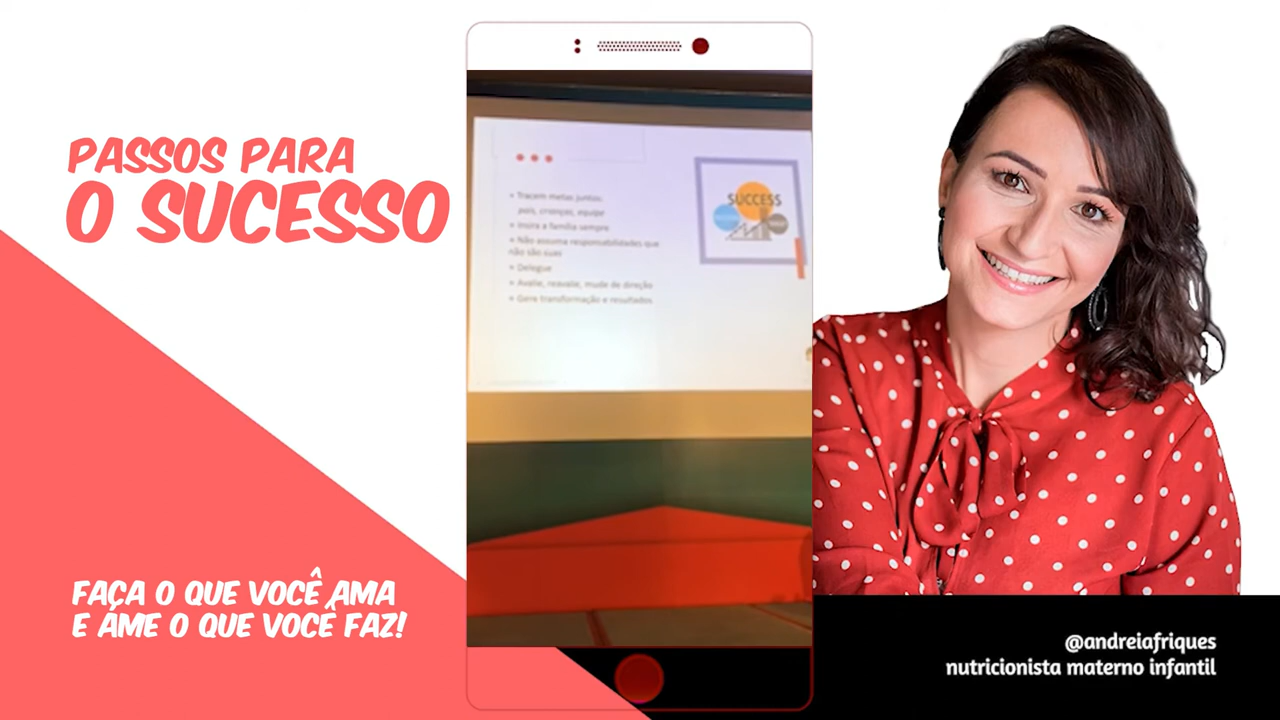 PASSOS PARA
O SUCESSO
• Tracem metas juntos:
pais, crianças, equipe
• Insira a família sempre
• Não assuma responsabilidades que
não são suas
• Delegue
• Avalie, reavalie, mude de direção
• Gere transformação e resultados
SUCCESS
FAÇA O QUE VOCÊ AMA
E AME O QUE VOCÊ FAZ!
@andreiafriques
nutricionista materno infantil